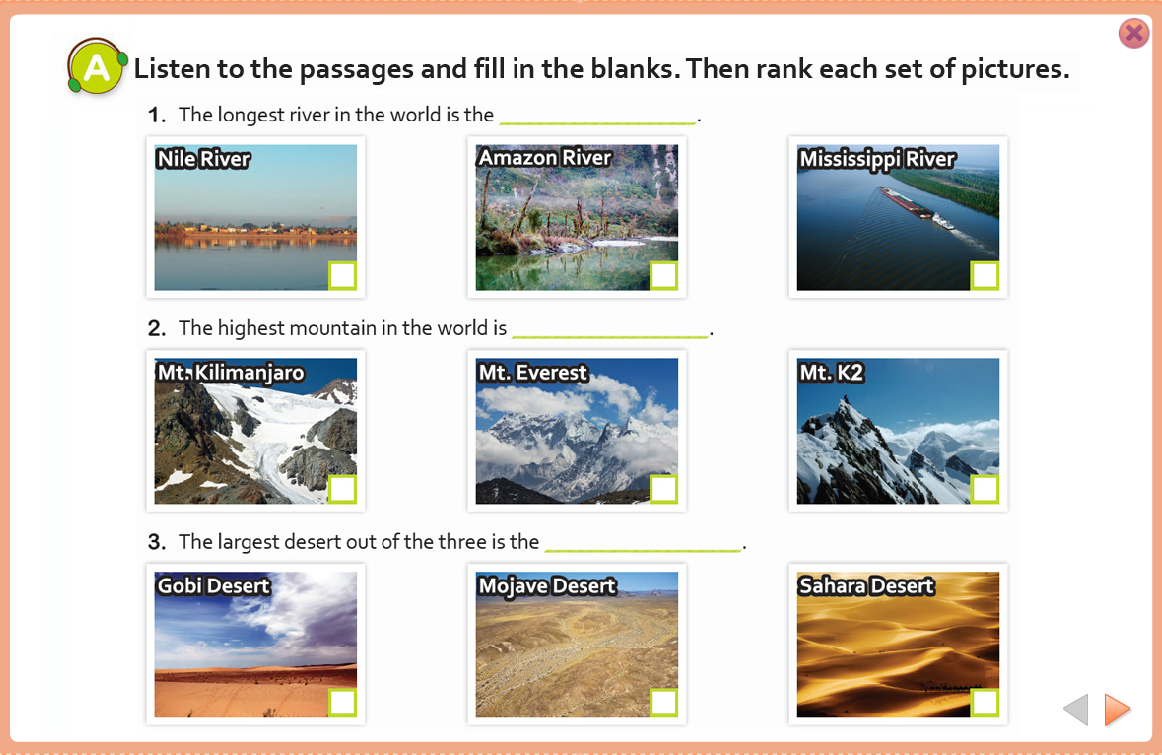 A Listen to the passages and fill in the blanks. Then rank each set of pictures.
1. The longest river in the world is the ____________________.
Nile River
Amazon River
Mississippi River
2. The highest mountain in the world is ____________________.
Mt. Kilimanjaro
Mt. Everest
Mt. K2
3. The largest desert out of the three is the ____________________.
Gobi Desert
Mojave Desert
Sahara Desert